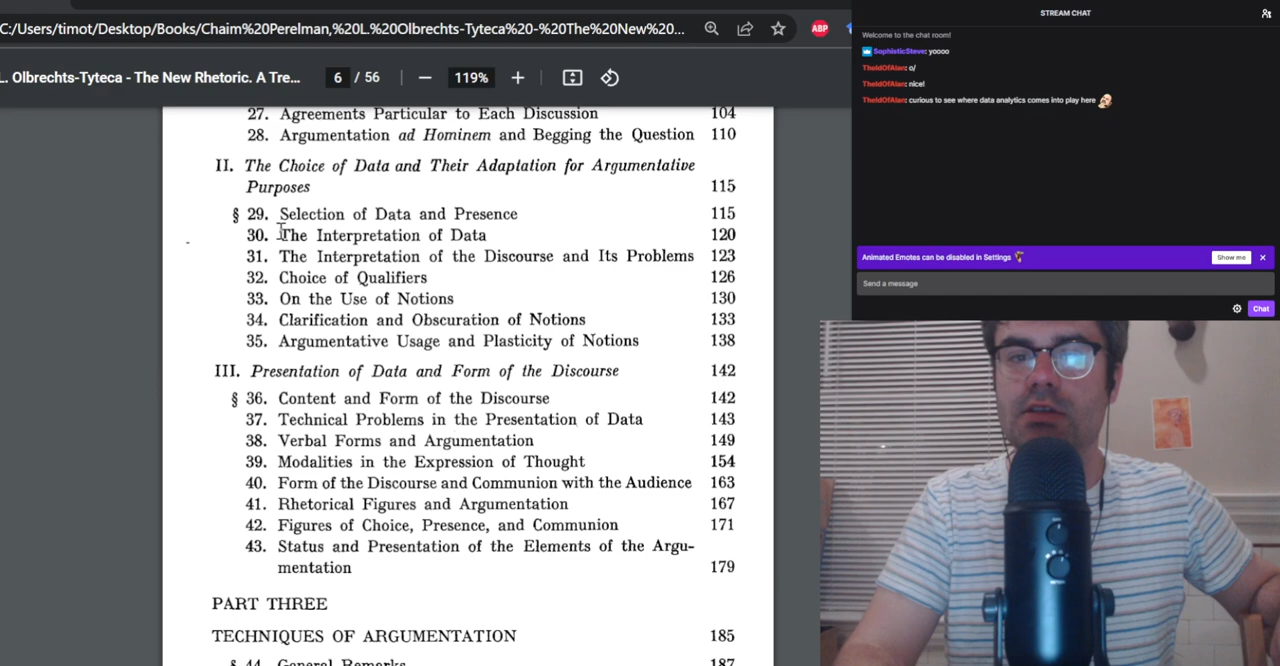 C:/Users/timot/Desktop/Books/Chaim%20Perelman,%20L.%20Olbrechts-Tyteca%20-%20The%20New%20...
ABP
L. Olbrechts-Tyteca - The New Rhetoric. A Tre...
6 / 56
119%
27. Agreements Particular to Each Discussion 104
28. Argumentation ad Hominem and Begging the Question 110
II. The Choice of Data and Their Adaptation for Argumentative
Purposes 115
§ 29. Selection of Data and Presence 115
30. The Interpretation of Data 120
31. The Interpretation of the Discourse and Its Problems 123
32. Choice of Qualifiers 126
33. On the Use of Notions 130
34. Clarification and Obscuration of Notions 133
35. Argumentative Usage and Plasticity of Notions 138
III. Presentation of Data and Form of the Discourse 142
§ 36. Content and Form of the Discourse 142
37. Technical Problems in the Presentation of Data 143
38. Verbal Forms and Argumentation 149
39. Modalities in the Expression of Thought 154
40. Form of the Discourse and Communion with the Audience 163
41. Rhetorical Figures and Argumentation 167
42. Figures of Choice, Presence, and Communion 171
43. Status and Presentation of the Elements of the Argu-
mentation 179
PART THREE
TECHNIQUES OF ARGUMENTATION 185
§ 44. General Remarks 187
STREAM CHAT
Welcome to the chat room!
SophisticSteve: yoooo
TheIdOfAlan: o/
TheIdOfAlan: nice!
TheIdOfAlan: curious to see where data analytics comes into play here
Animated Emotes can be disabled in Settings
Show me
Send a message
Chat